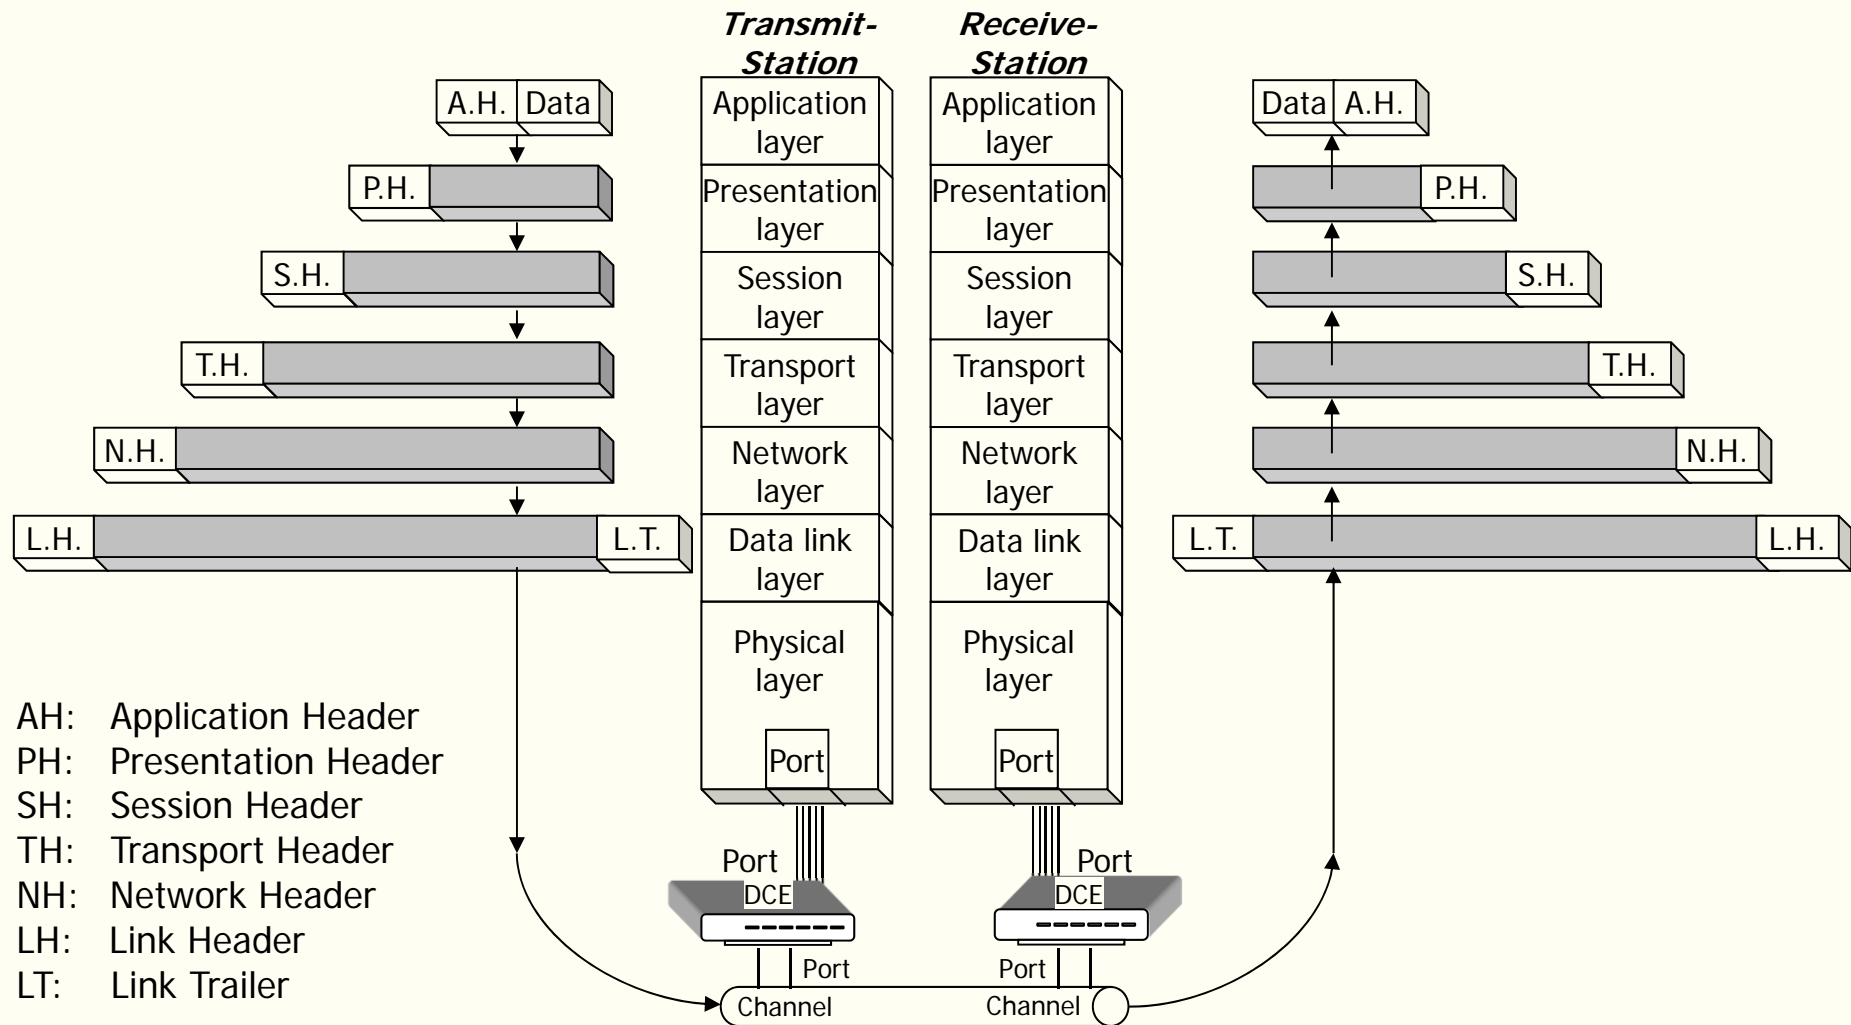 Transmit-
Station
Receive-
Station
A.H. Data
Application
layer
Application
layer
Data A.H.
P.H.
Presentation
layer
Presentation
layer
P.H.
S.H.
Session
layer
Session
layer
S.H.
T.H.
Transport
layer
Transport
layer
T.H.
N.H.
Network
layer
Network
layer
N.H.
L.H.
L.T.
Data link
layer
Data link
layer
L.T.
L.H.
Physical
layer
Physical
layer
Port
Port
AH: Application Header
PH: Presentation Header
SH: Session Header
TH: Transport Header
NH: Network Header
LH: Link Header
LT: Link Trailer
Port
DCE
Port
DCE
Port
Port
Channel
Channel